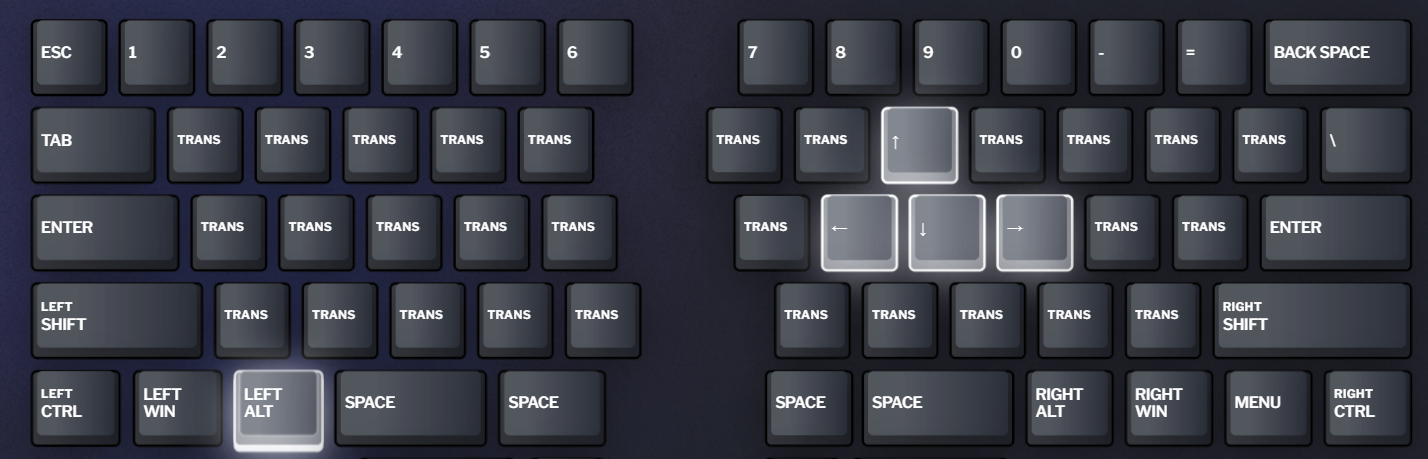 ESC 1 2 3 4 5 6 7 8 9 0 - = BACK SPACE
TAB TRANS TRANS TRANS TRANS TRANS TRANS TRANS ↑ TRANS TRANS TRANS TRANS \
ENTER TRANS TRANS TRANS TRANS TRANS TRANS ← ↓ → TRANS TRANS ENTER
LEFT SHIFT TRANS TRANS TRANS TRANS TRANS TRANS TRANS TRANS TRANS TRANS RIGHT SHIFT
LEFT CTRL LEFT WIN LEFT ALT SPACE SPACE SPACE SPACE RIGHT ALT RIGHT WIN MENU RIGHT CTRL